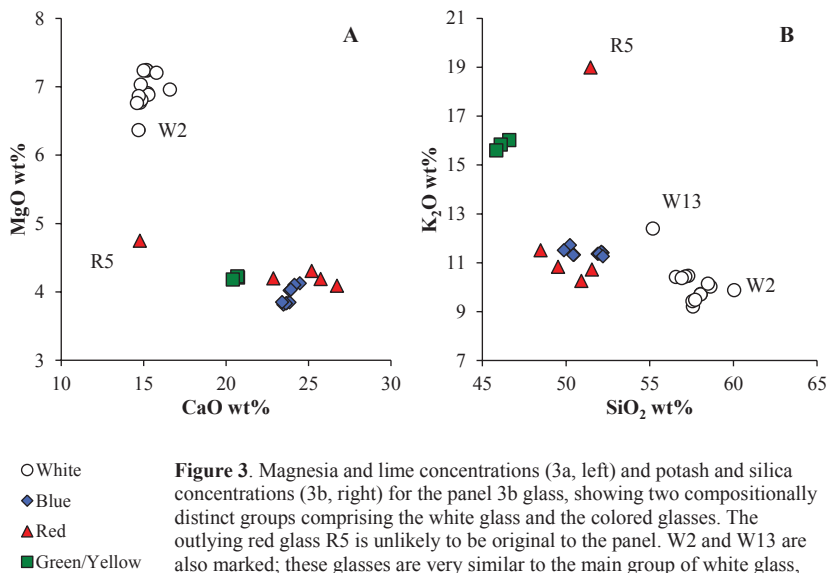 A
B
8
7
6
5
4
3
MgO wt%
W2
R5
10
15
20
25
30
CaO wt%
21
19
17
15
13
11
9
7
K₂O wt%
R5
W13
W2
45
50
55
60
65
SiO₂ wt%
White
Blue
Red
Green/Yellow
Figure 3. Magnesia and lime concentrations (3a, left) and potash and silica
concentrations (3b, right) for the panel 3b glass, showing two compositionally
distinct groups comprising the white glass and the colored glasses. The
outlying red glass R5 is unlikely to be original to the panel. W2 and W13 are
also marked; these glasses are very similar to the main group of white glass,